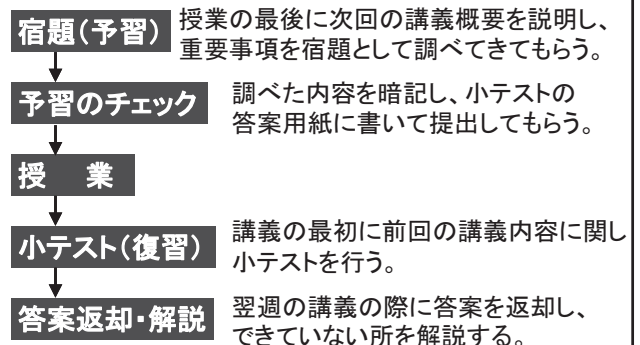 宿題(予習)
授業の最後に次回の講義概要を説明し、
重要事項を宿題として調べてきてもらう。
予習のチェック
調べた内容を暗記し、小テストの
答案用紙に書いて提出してもらう。
授　業
小テスト(復習)
講義の最初に前回の講義内容に関し
小テストを行う。
答案返却・解説
翌週の講義の際に答案を返却し、
できていない所を解説する。